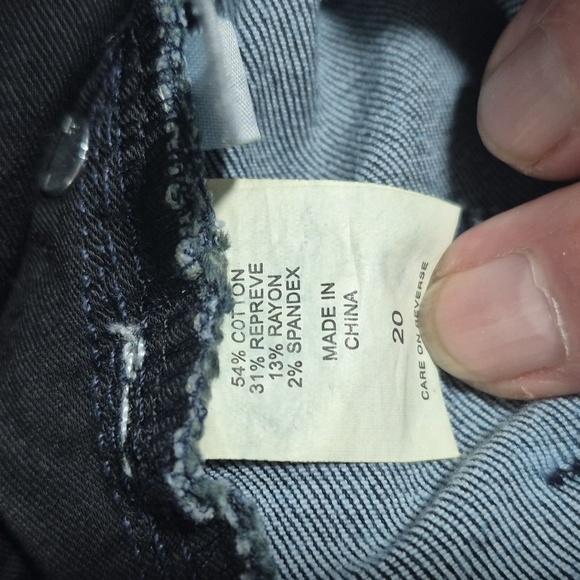 54% COTTON
31% REPREVE
13% RAYON
2% SPANDEX
MADE IN
CHINA
20
CARE ON REVERSE